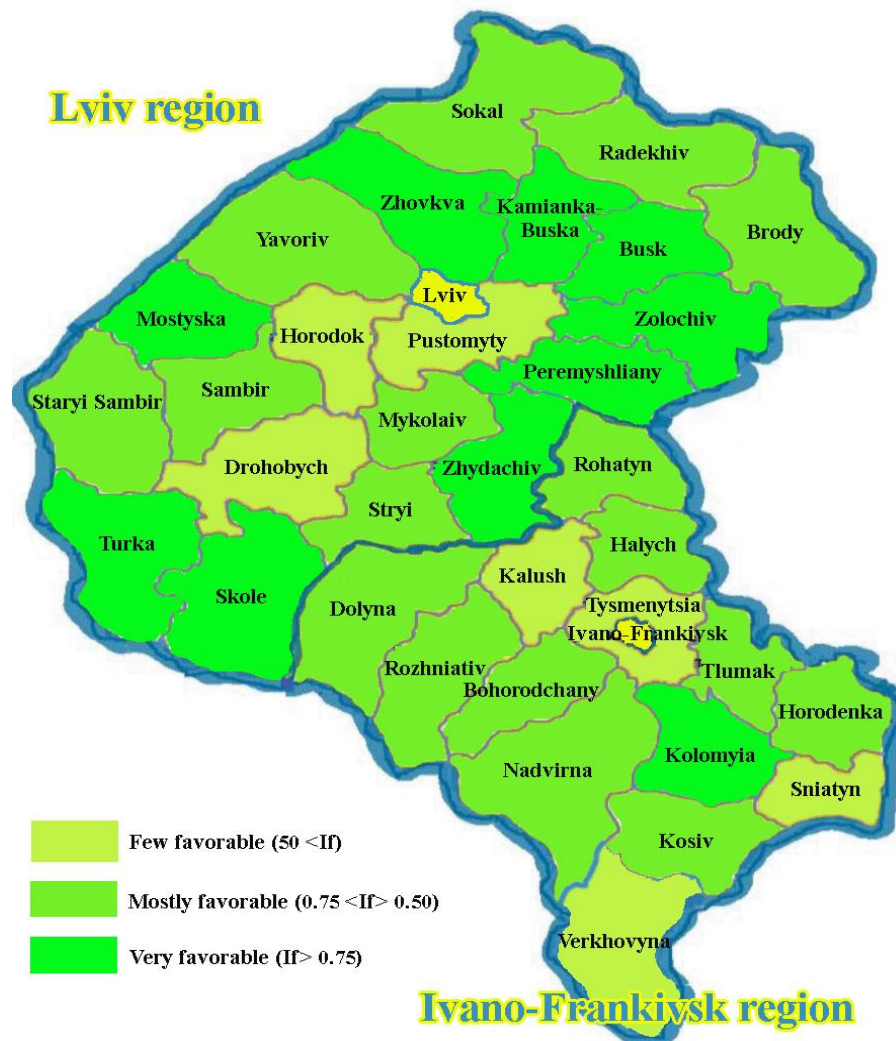 Lviv region
Sokal
Radekhiv
Zhovkva
Kamianka-
Buska
Brody
Yavoriv
Busk
Lviv
Mostyska
Horodok
Pustomyty
Zolochiv
Peremyshliany
Staryi Sambir
Sambir
Mykolaiv
Drohobych
Zhydachiv
Rohatyn
Stryi
Turka
Halych
Skole
Kalush
Dolyna
Tysmenytsia
Ivano-Frankivsk
Rozhniativ
Tlumak
Bohorodchany
Horodenka
Nadvirna
Kolomyia
Sniatyn
Kosiv
Few favorable (50 <If)
Mostly favorable (0.75 <If> 0.50)
Very favorable (If> 0.75)
Verkhovyna
Ivano-Frankivsk region